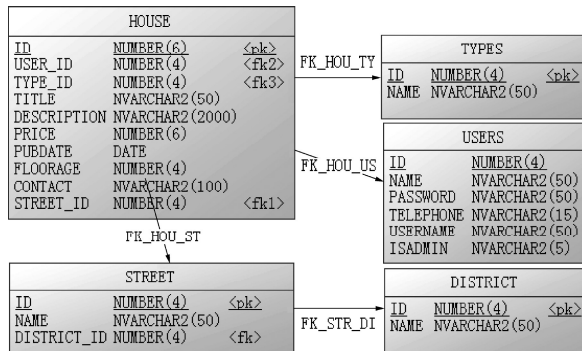 HOUSE
ID NUMBER(6) <pk>
USER_ID NUMBER(4) <fk2>
TYPE_ID NUMBER(4) <fk3>
TITLE NVARCHAR2(50)
DESCRIPTION NVARCHAR2(2000)
PRICE NUMBER(6)
PUBDATE DATE
FLOORAGE NUMBER(4)
CONTACT NVARCHAR2(100)
STREET_ID NUMBER(4) <fk1>
FK_HOU_TY
TYPES
ID NUMBER(4) <pk>
NAME NVARCHAR2(50)
FK_HOU_US
USERS
ID NUMBER(4)
NAME NVARCHAR2(50)
PASSWORD NVARCHAR2(50)
TELEPHONE NVARCHAR2(15)
USERNAME NVARCHAR2(50)
ISADMIN NVARCHAR2(5)
FK_HOU_ST
STREET
ID NUMBER(4) <pk>
NAME NVARCHAR2(50)
DISTRICT_ID NUMBER(4) <fk>
FK_STR_DI
DISTRICT
ID NUMBER(4) <pk>
NAME NVARCHAR2(50)